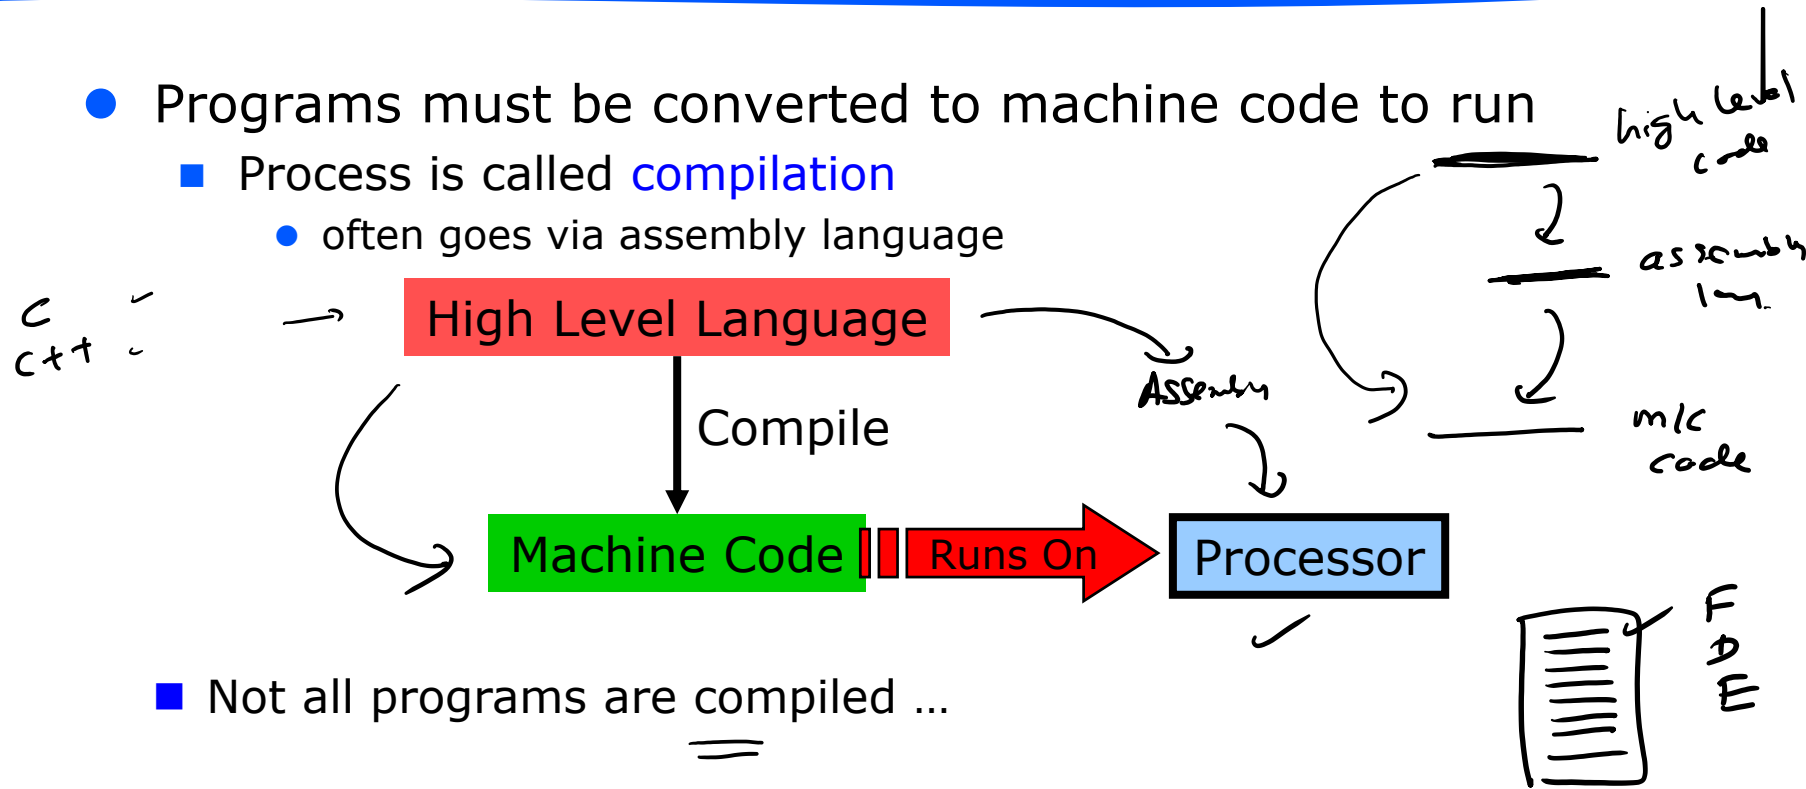 Programs must be converted to machine code to run
Process is called compilation
often goes via assembly language
High Level Language
Compile
Machine Code
Runs On
Processor
Not all programs are compiled ...
C
C++
Assembly
high level
code
assembly
lan.
m/c
code
F
D
E